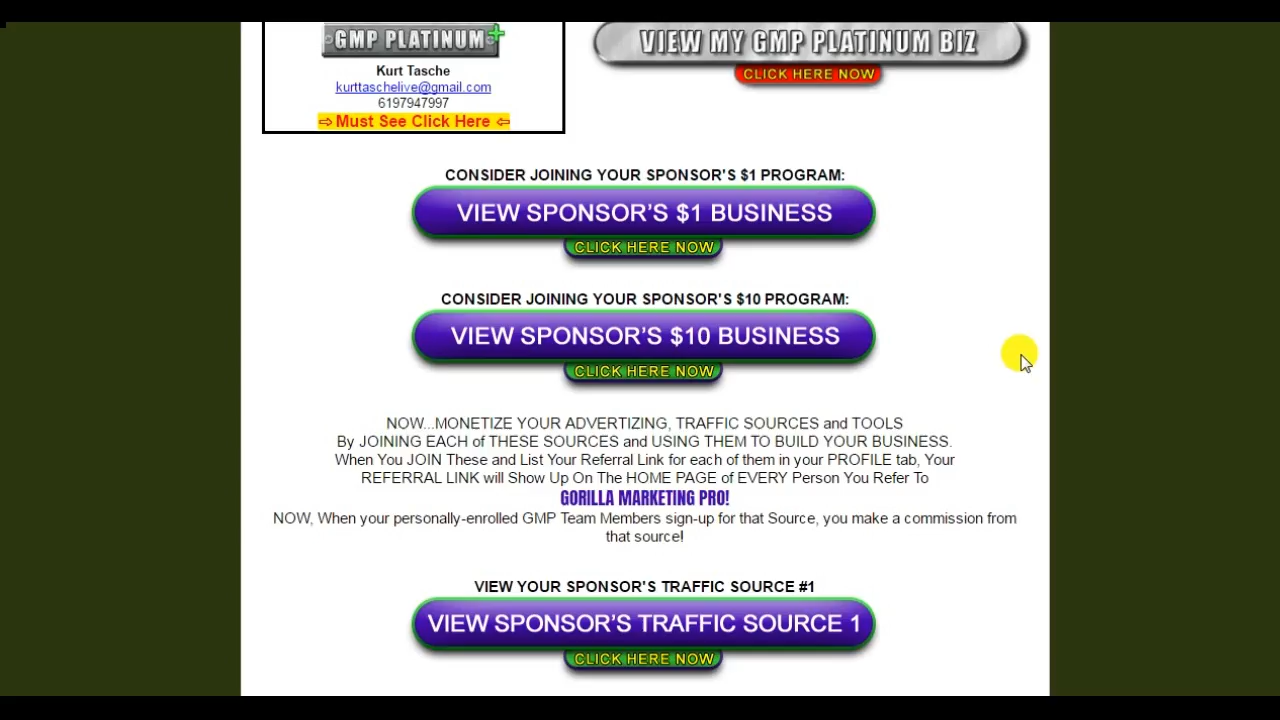 GMP PLATINUM+
Kurt Tasche
kurttaschelive@gmail.com
6197947997
⇨ Must See Click Here ⇦
VIEW MY GMP PLATINUM BIZ
CLICK HERE NOW
CONSIDER JOINING YOUR SPONSOR'S $1 PROGRAM:
VIEW SPONSOR'S $1 BUSINESS
CLICK HERE NOW
CONSIDER JOINING YOUR SPONSOR'S $10 PROGRAM:
VIEW SPONSOR'S $10 BUSINESS
CLICK HERE NOW
NOW...MONETIZE YOUR ADVERTIZING, TRAFFIC SOURCES and TOOLS
By JOINING EACH of THESE SOURCES and USING THEM TO BUILD YOUR BUSINESS.
When You JOIN These and List Your Referral Link for each of them in your PROFILE tab, Your
REFERRAL LINK will Show Up On The HOME PAGE of EVERY Person You Refer To
GORILLA MARKETING PRO!
NOW, When your personally-enrolled GMP Team Members sign-up for that Source, you make a commission from
that source!
VIEW YOUR SPONSOR'S TRAFFIC SOURCE #1
VIEW SPONSOR'S TRAFFIC SOURCE 1
CLICK HERE NOW